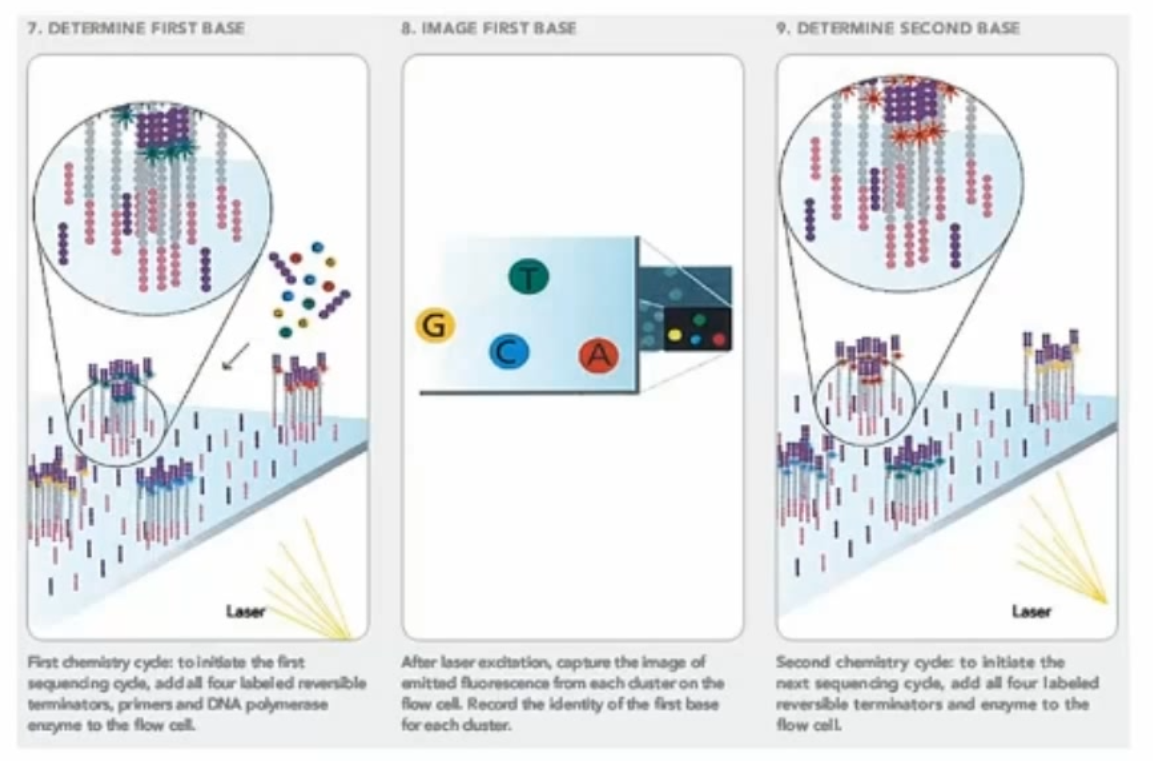 7. DETERMINE FIRST BASE
8. IMAGE FIRST BASE
9. DETERMINE SECOND BASE
G
T
C
A
Laser
Laser
First chemistry cycle: to initiate the first
sequencing cycle, add all four labeled reversible
terminators, primers and DNA polymerase
enzyme to the flow cell.
After laser excitation, capture the image of
emitted fluorescence from each cluster on the
flow cell. Record the identity of the first base
for each cluster.
Second chemistry cycle: to initiate the
next sequencing cycle, add all four labeled
reversible terminators and enzyme to the
flow cell.